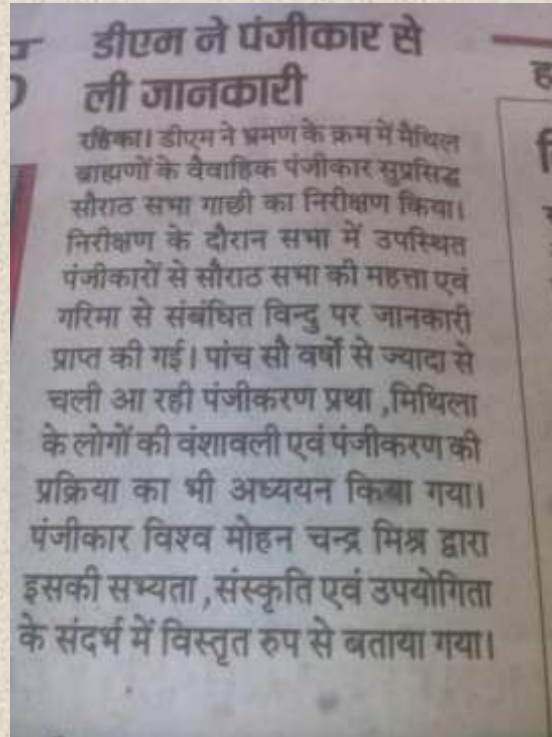 डीएम ने पंजीकार से
ली जानकारी
रहिका। डीएम ने भ्रमण के क्रम में मैथिल
ब्राह्मणों के वैवाहिक पंजीकार सुप्रसिद्ध
सौराठ सभा गाछी का निरीक्षण किया।
निरीक्षण के दौरान सभा में उपस्थित
पंजीकारों से सौराठ सभा की महत्ता एवं
गरिमा से संबंधित विन्दु पर जानकारी
प्राप्त की गई। पांच सौ वर्षो से ज्यादा से
चली आ रही पंजीकरण प्रथा ,मिथिला
के लोगों की वंशावली एवं पंजीकरण की
प्रक्रिया का भी अध्ययन किया गया।
पंजीकार विश्व मोहन चन्द्र मिश्र द्वारा
इसकी सभ्यता ,संस्कृति एवं उपयोगिता
के संदर्भ में विस्तृत रुप से बताया गया।